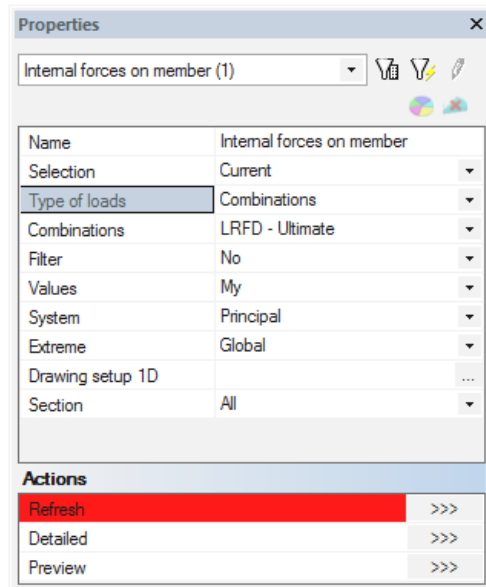 Properties
Internal forces on member (1)
Name Internal forces on member
Selection Current
Type of loads Combinations
Combinations LRFD - Ultimate
Filter No
Values My
System Principal
Extreme Global
Drawing setup 1D ...
Section All
Actions
Refresh >>>
Detailed >>>
Preview >>>